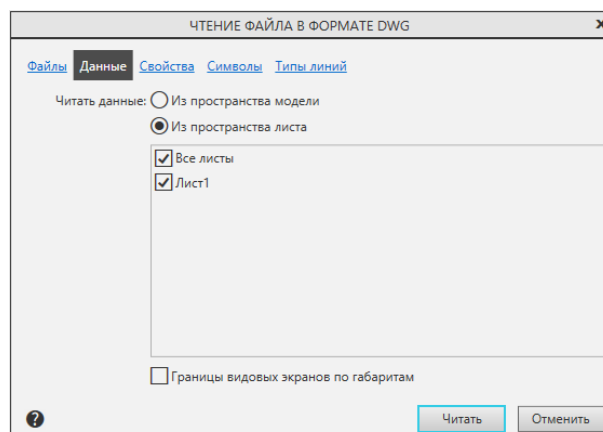 ЧТЕНИЕ ФАЙЛА В ФОРМАТЕ DWG
Файлы Данные Свойства Символы Типы линий
Читать данные: Из пространства модели
Из пространства листа
Все листы
Лист1
Границы видовых экранов по габаритам
Читать Отменить